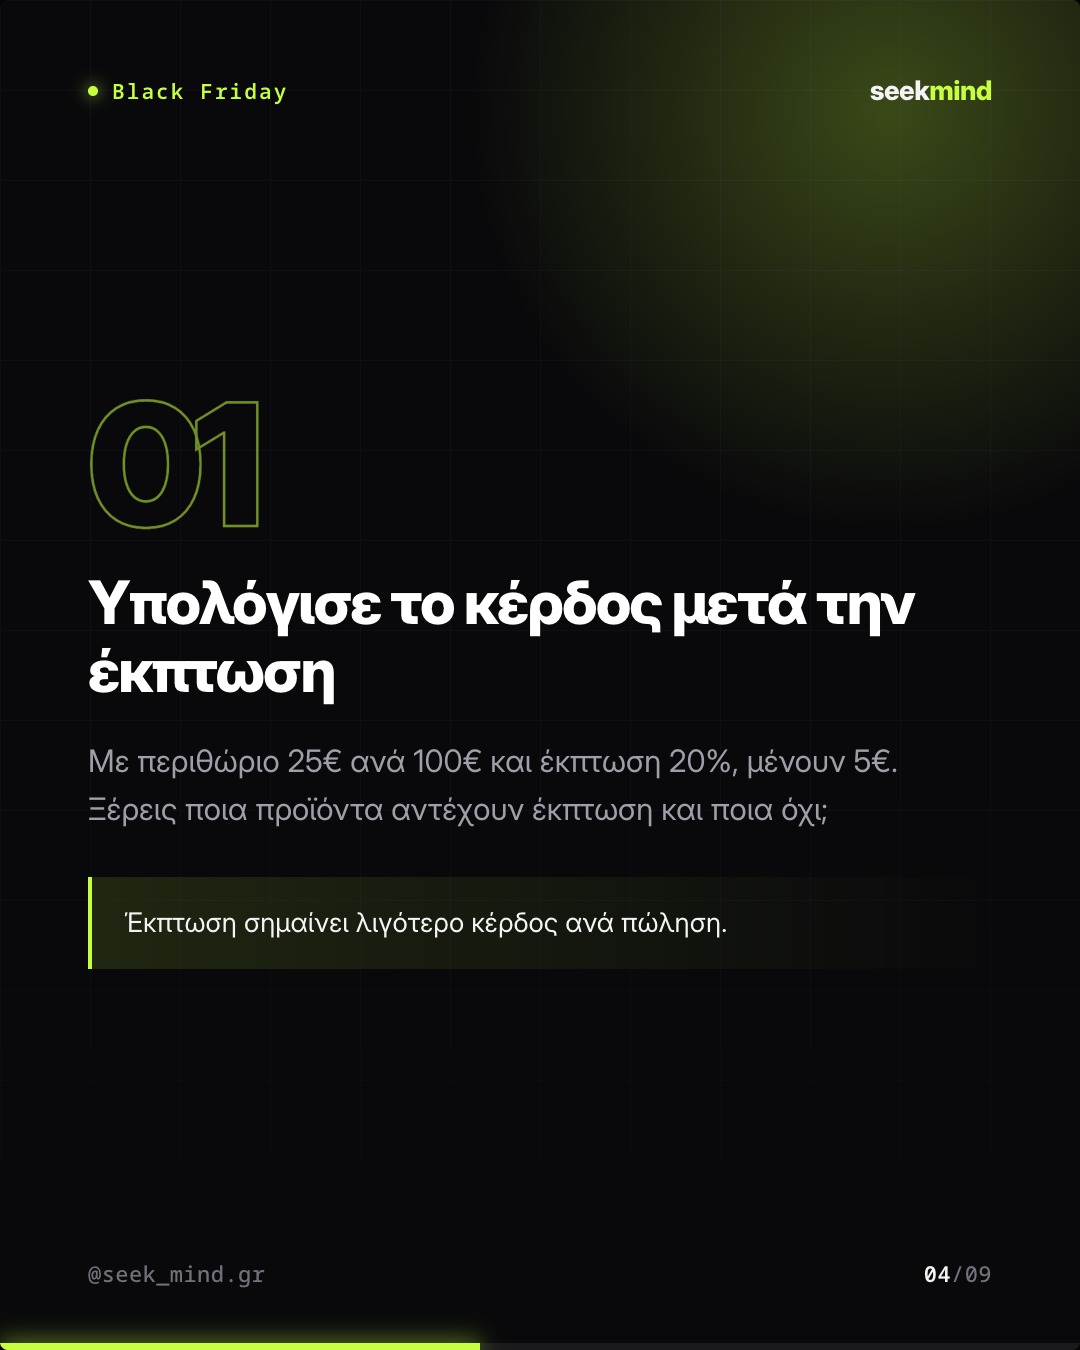 Black Friday
seekmind
01
Υπολόγισε το κέρδος μετά την
έκπτωση
Με περιθώριο 25€ ανά 100€ και έκπτωση 20%, μένουν 5€.
Ξέρεις ποια προϊόντα αντέχουν έκπτωση και ποια όχι;
Έκπτωση σημαίνει λιγότερο κέρδος ανά πώληση.
@seek_mind.gr
04/09